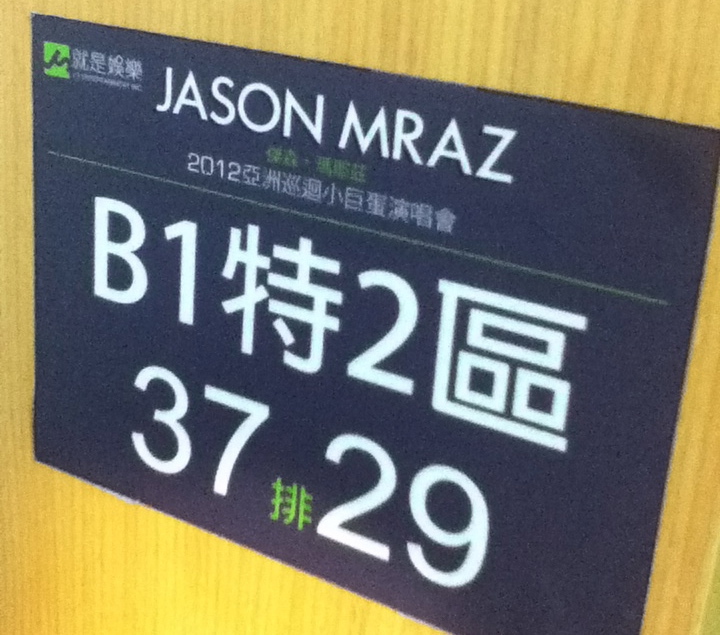 就是娛樂
JASON MRAZ
傑森·瑪耶茲
2012亞洲巡迴小巨蛋演唱會
B1特2區
37排29